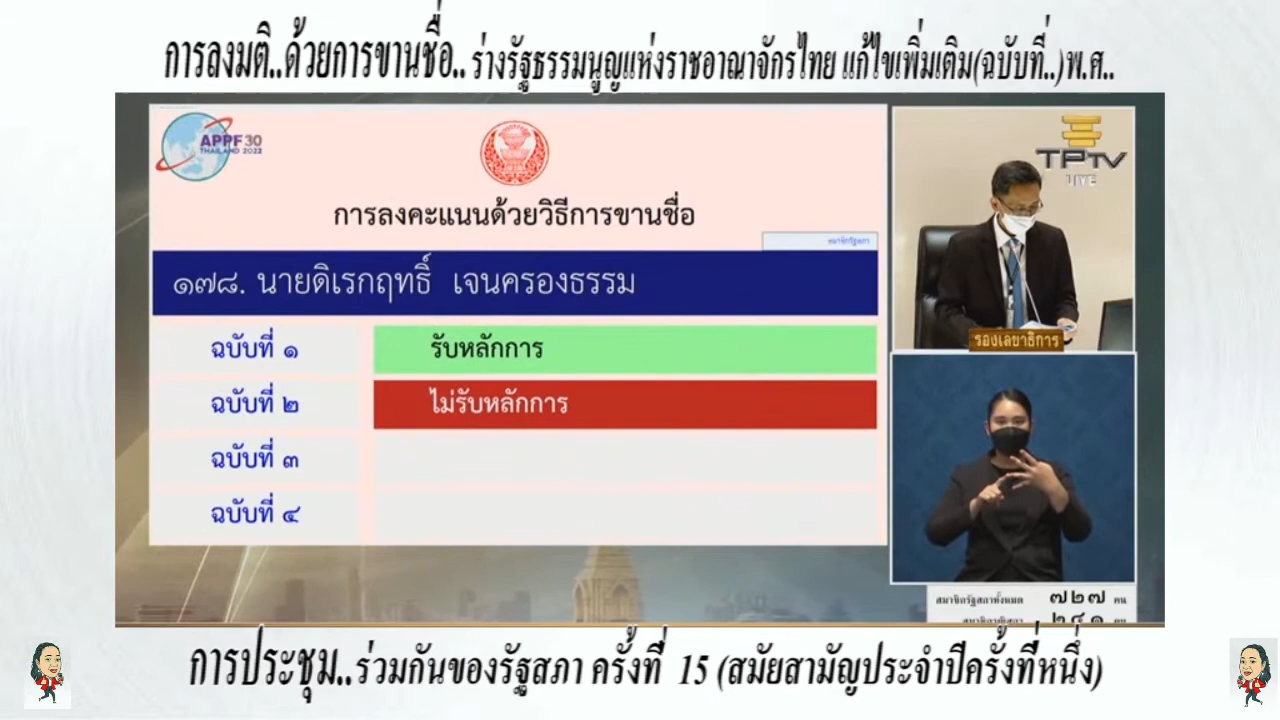 การลงมติ..ด้วยการขานชื่อ.. ร่างรัฐธรรมนูญแห่งราชอาณาจักรไทย แก้ไขเพิ่มเติม(ฉบับที่..)พ.ศ..
APPF 30
THAILAND 2022
TPTV
LIVE
การลงคะแนนด้วยวิธีการขานชื่อ
สมาชิกรัฐสภา
๑๗๘. นายดิเรกฤทธิ์ เจนครองธรรม
ฉบับที่ ๑ รับหลักการ
ฉบับที่ ๒ ไม่รับหลักการ
ฉบับที่ ๓
ฉบับที่ ๔
รองเลขาธิการ
สมาชิกรัฐสภาทั้งหมด ๗๒๗ คน
การประชุม..ร่วมกันของรัฐสภา ครั้งที่ 15 (สมัยสามัญประจำปีครั้งที่หนึ่ง)